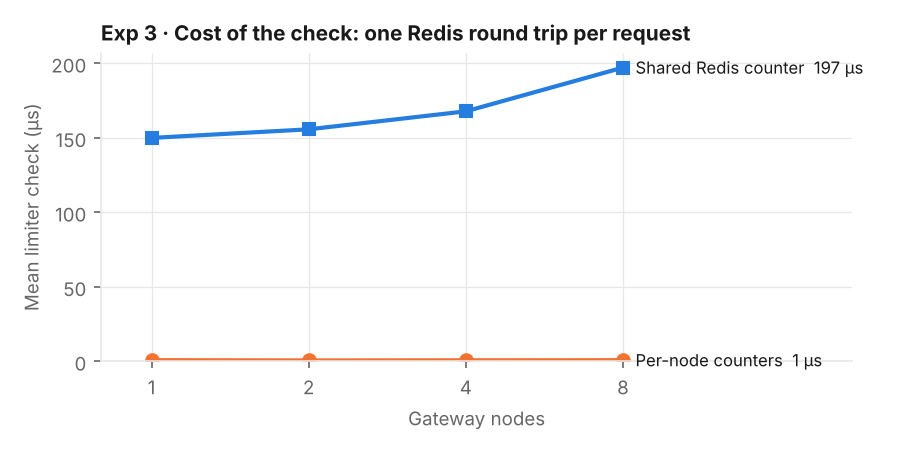 Exp 3 · Cost of the check: one Redis round trip per request
Mean limiter check (µs)
200
150
100
50
0
Shared Redis counter 197 µs
Per-node counters 1 µs
1 2 4 8
Gateway nodes